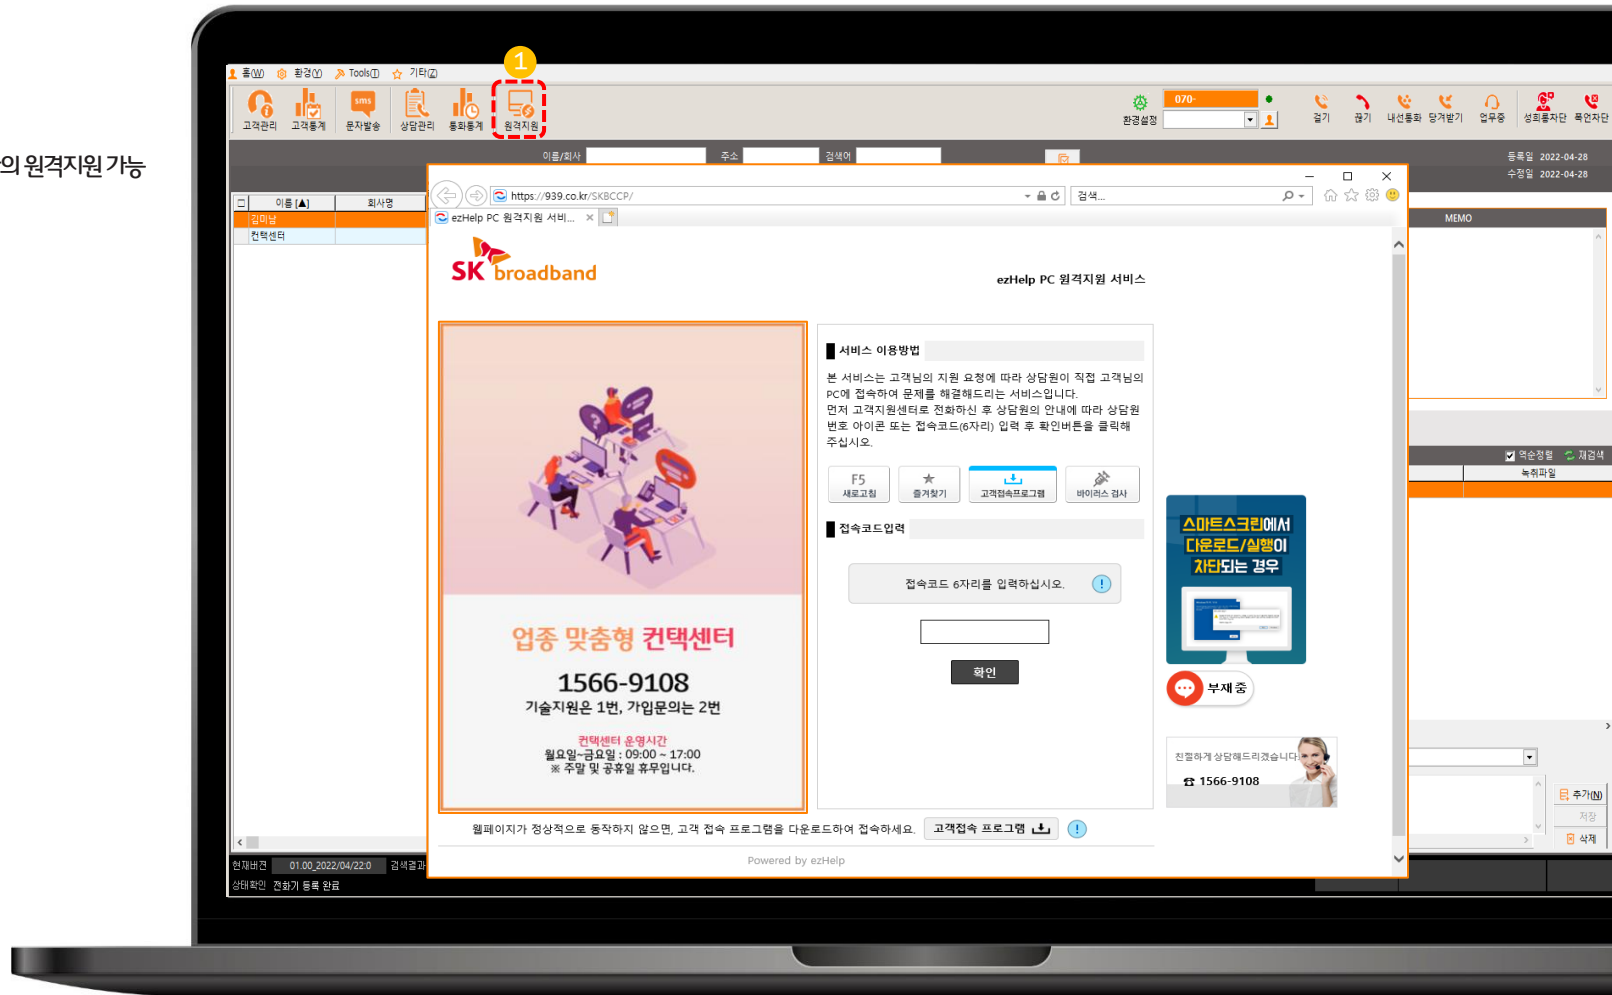 의 원격지원 가능
1
홈(W) 환경(Y) Tools(T) 기타(Z)
고객관리 고객통계 sms 문자발송 상담관리 통화통계 원격지원
환경설정 070-
걸기 끊기 내선통화 당겨받기 업무중 성희롱차단 폭언차단
이름/회사 주소 검색어
등록일 2022-04-28
수정일 2022-04-28
이름 [▲] 회사명
김미남
컨택센터
MEMO
https://939.co.kr/SKBCCP/
검색...
ezHelp PC 원격지원 서비...
SK broadband
ezHelp PC 원격지원 서비스
서비스 이용방법
본 서비스는 고객님의 지원 요청에 따라 상담원이 직접 고객님의
PC에 접속하여 문제를 해결해드리는 서비스입니다.
먼저 고객지원센터로 전화하신 후 상담원의 안내에 따라 상담원
번호 아이콘 또는 접속코드(6자리) 입력 후 확인버튼을 클릭해
주십시오.
F5
새로고침 즐겨찾기 고객접속프로그램 바이러스 검사
접속코드입력
접속코드 6자리를 입력하십시오.
확인
업종 맞춤형 컨택센터
1566-9108
기술지원은 1번, 가입문의는 2번
컨택센터 운영시간
월요일~금요일 : 09:00 ~ 17:00
※ 주말 및 공휴일 휴무입니다.
스마트스크린에서
다운로드/실행이
차단되는 경우
부재 중
친절하게 상담해드리겠습니다.
☎ 1566-9108
웹페이지가 정상적으로 동작하지 않으면, 고객 접속 프로그램을 다운로드하여 접속하세요. 고객접속 프로그램
Powered by ezHelp
역순정렬 재검색
녹취파일
추가(N)
저장
삭제
현재버전 01.00_2022/04/22:0 검색결과
상태확인 전화기 등록 완료